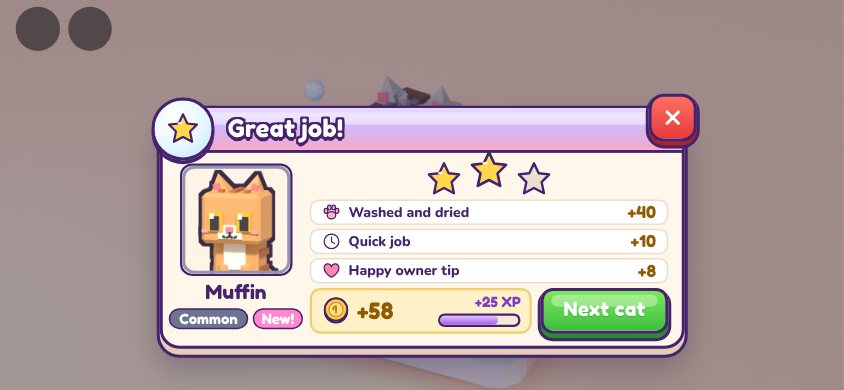 Great job!
Washed and dried +40
Quick job +10
Happy owner tip +8
Muffin
Common New!
+58
+25 XP
Next cat